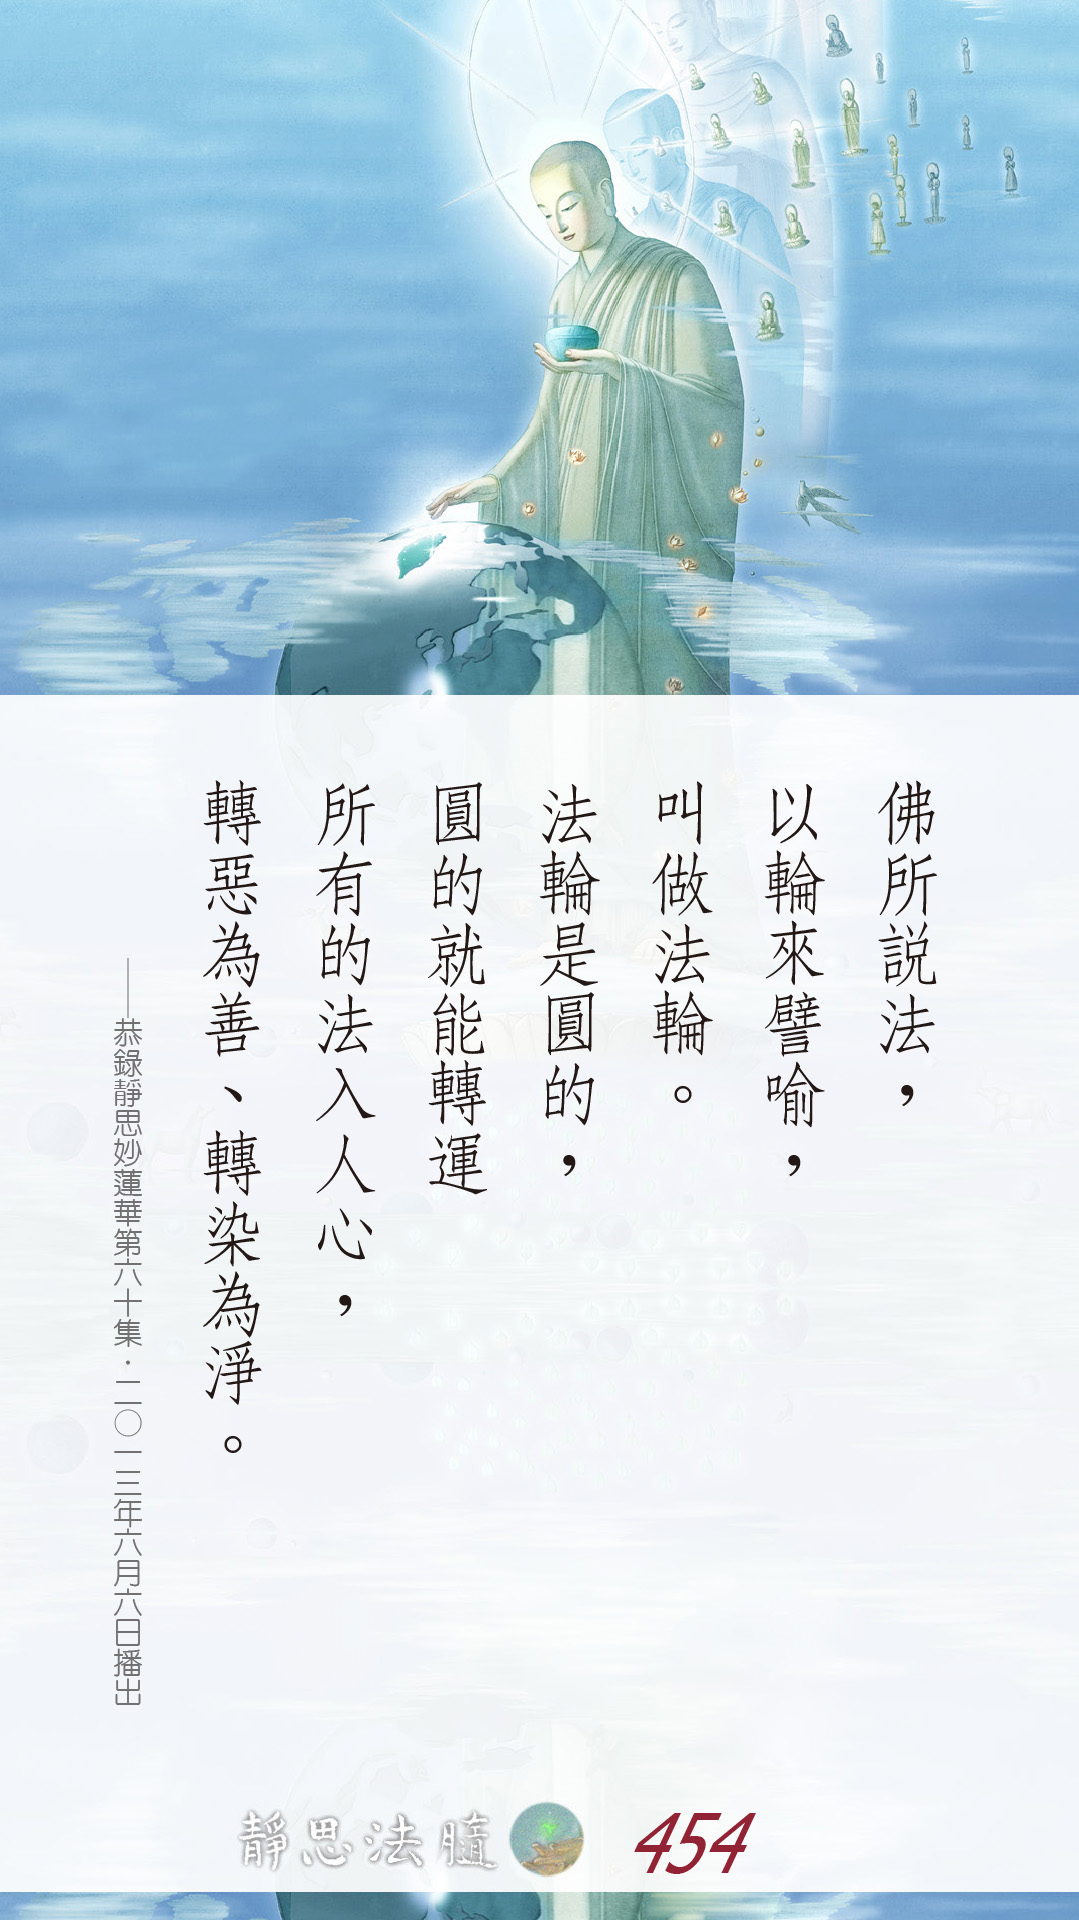 佛所說法，
以輪來譬喻，
叫做法輪。
法輪是圓的，
圓的就能轉運
所有的法入人心，
轉惡為善、轉染為淨。
——恭錄靜思妙蓮華第六十集・二〇一三年六月六日播出
靜思法髓
454